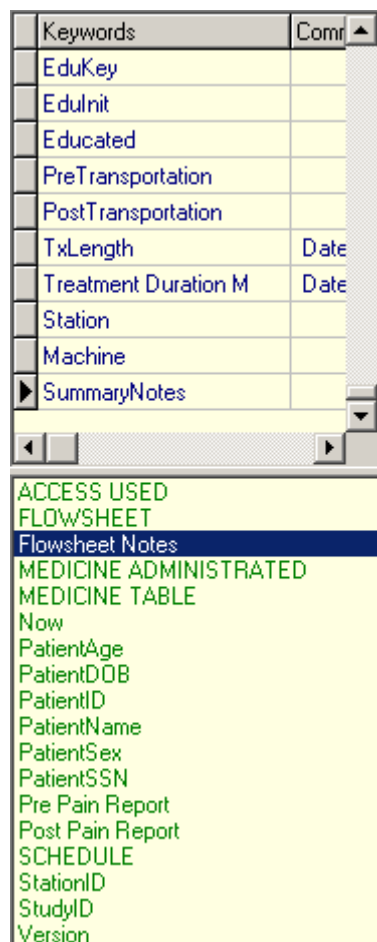 Keywords Comr
EduKey
EduInit
Educated
PreTransportation
PostTransportation
TxLength Date
Treatment Duration M Date
Station
Machine
SummaryNotes
ACCESS USED
FLOWSHEET
Flowsheet Notes
MEDICINE ADMINISTRATED
MEDICINE TABLE
Now
PatientAge
PatientDOB
PatientID
PatientName
PatientSex
PatientSSN
Pre Pain Report
Post Pain Report
SCHEDULE
StationID
StudyID
Version